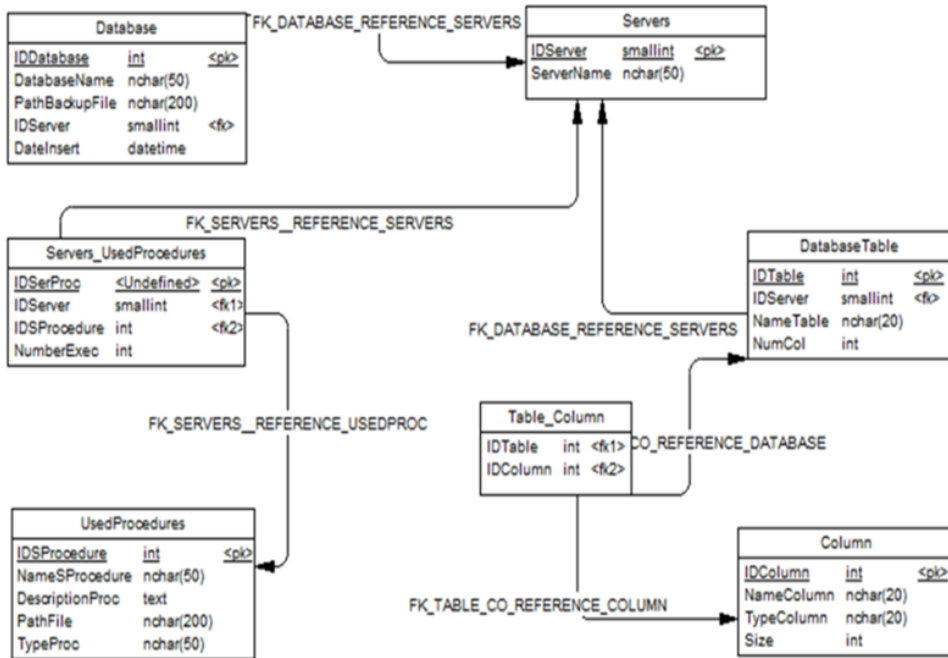 Database
IDDatabase int <pk>
DatabaseName nchar(50)
PathBackupFile nchar(200)
IDServer smallint <fk>
DateInsert datetime
FK_DATABASE_REFERENCE_SERVERS
Servers
IDServer smallint <pk>
ServerName nchar(50)
FK_SERVERS__REFERENCE_SERVERS
Servers_UsedProcedures
IDSerProc <Undefined> <pk>
IDServer smallint <fk1>
IDSProcedure int <fk2>
NumberExec int
DatabaseTable
IDTable int <pk>
IDServer smallint <fk>
NameTable nchar(20)
NumCol int
FK_DATABASE_REFERENCE_SERVERS
FK_SERVERS__REFERENCE_USEDPROC
Table_Column
IDTable int <fk1>
IDColumn int <fk2>
CO_REFERENCE_DATABASE
UsedProcedures
IDSProcedure int <pk>
NameSProcedure nchar(50)
DescriptionProc text
PathFile nchar(200)
TypeProc nchar(50)
FK_TABLE_CO_REFERENCE_COLUMN
Column
IDColumn int <pk>
NameColumn nchar(20)
TypeColumn nchar(20)
Size int